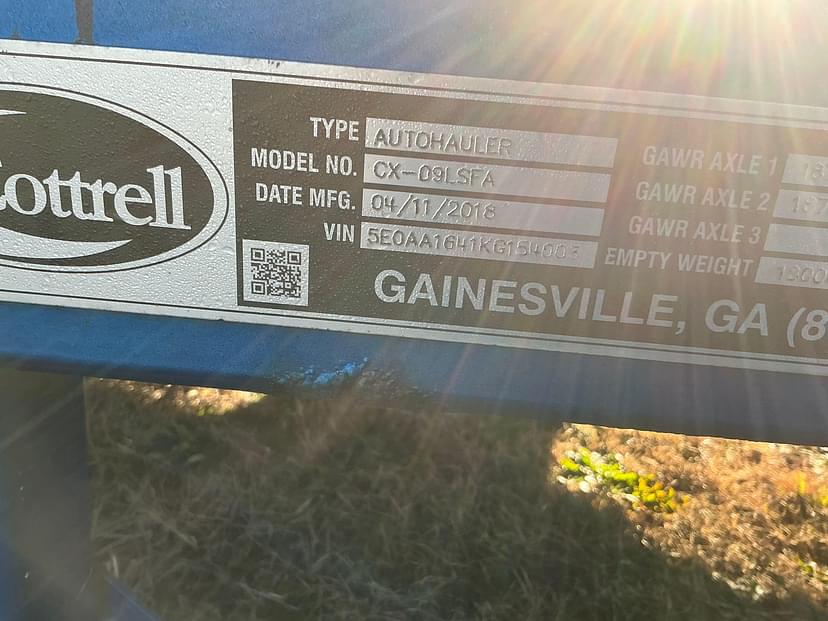 Cottrell
TYPE AUTOHAULER
MODEL NO. CX-09LSFA
DATE MFG. 04/11/2018
VIN 5E0AA1641KG154003
GAWR AXLE 1
GAWR AXLE 2
GAWR AXLE 3
EMPTY WEIGHT
GAINESVILLE, GA (8